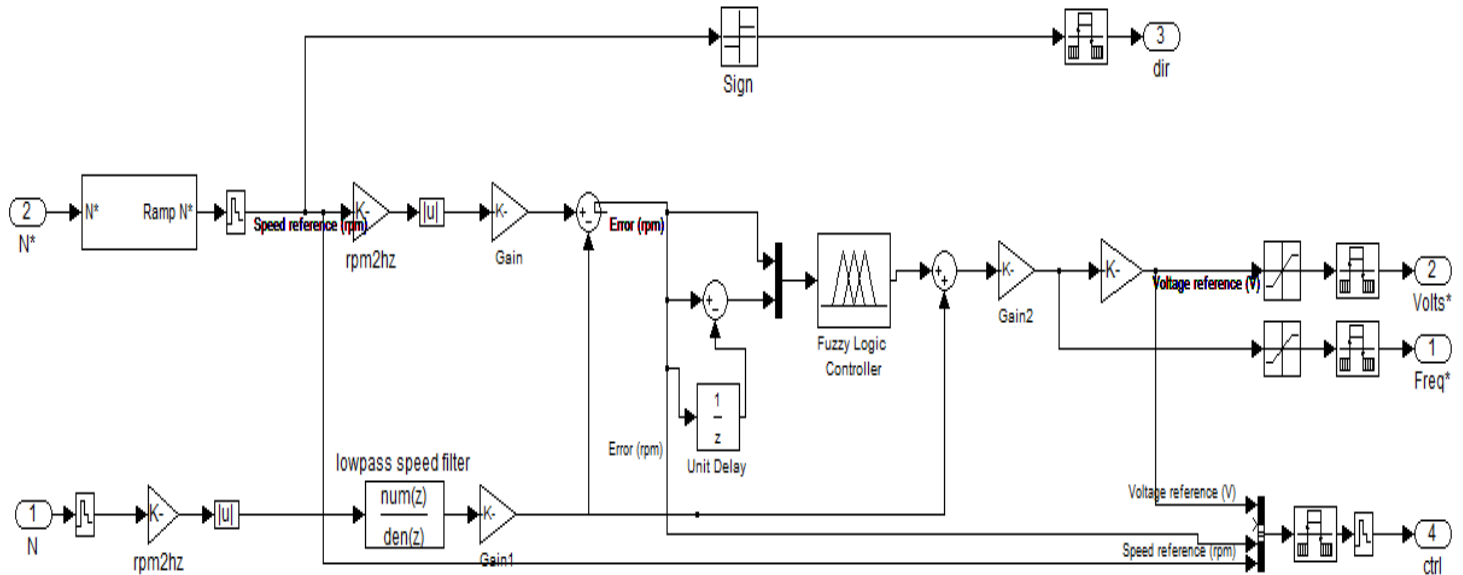 3
dir
Sign
2
N*
N*
Ramp N*
Speed reference (rpm)
K-
rpm2hz
|u|
K-
Gain
+
−
Error (rpm)
+
−
Fuzzy Logic
Controller
+
+
K-
Gain2
K-
Voltage reference (V)
2
Volts*
1
Freq*
1
z
Unit Delay
Error (rpm)
lowpass speed filter
num(z)
den(z)
K-
Gain1
1
N
K-
rpm2hz
|u|
Voltage reference (V)
Speed reference (rpm)
4
ctrl